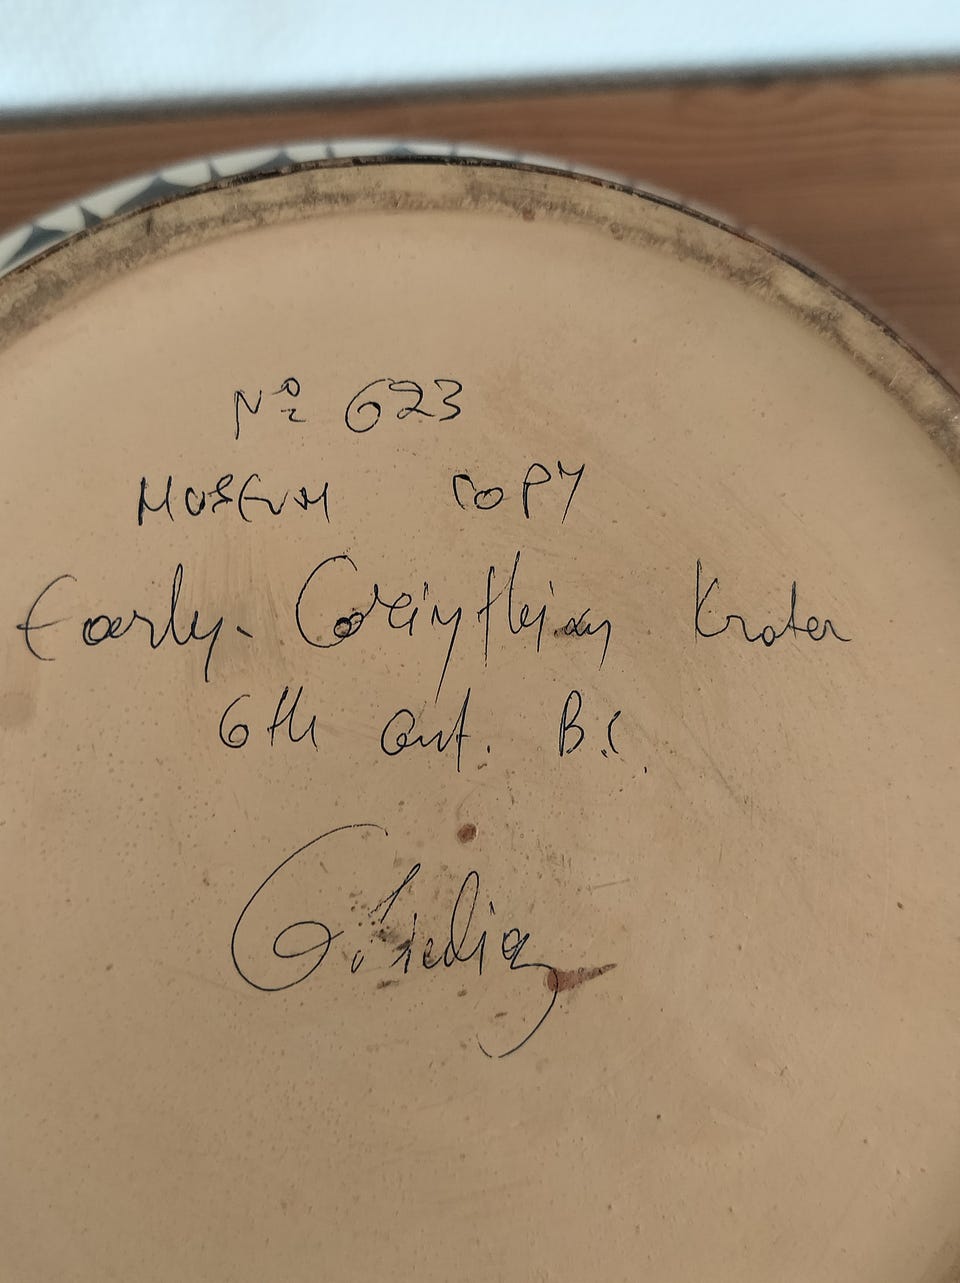 Nº 623
MUSEUM COPY
Early-Corinthian Krater
6th Cent. B.C.